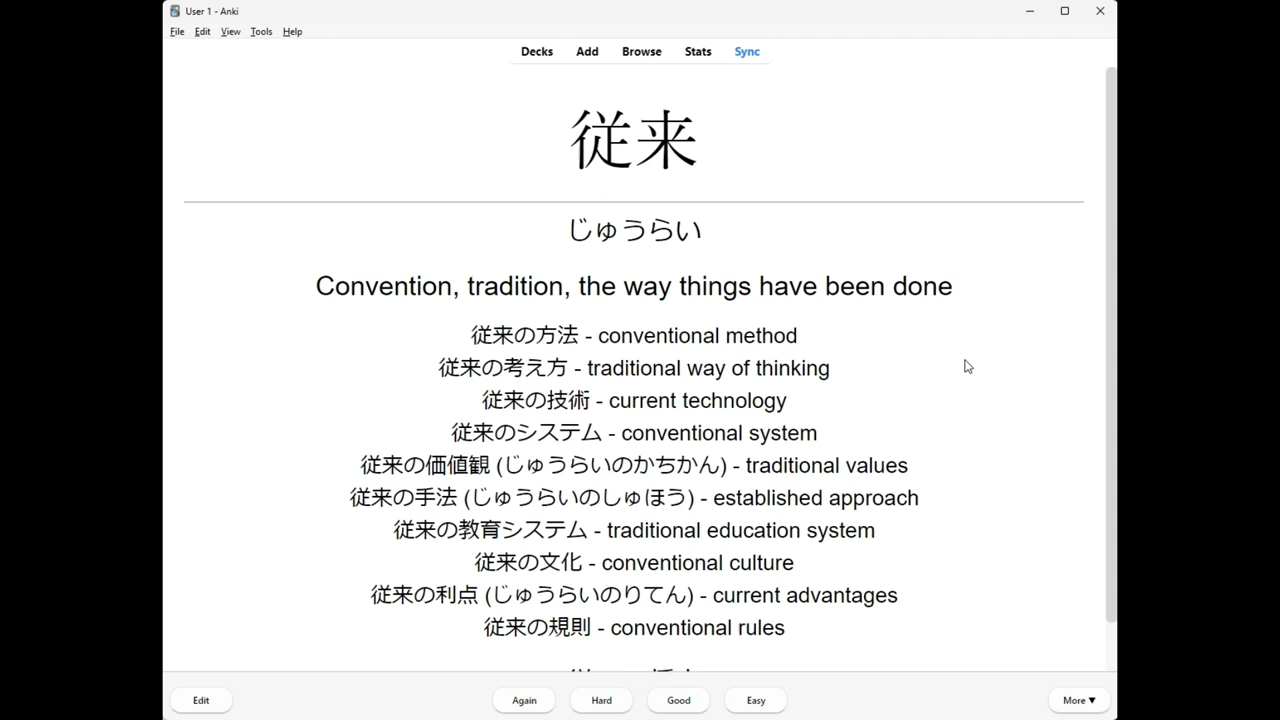 User 1 - Anki
File Edit View Tools Help
Decks Add Browse Stats Sync
従来
じゅうらい
Convention, tradition, the way things have been done
従来の方法 - conventional method
従来の考え方 - traditional way of thinking
従来の技術 - current technology
従来のシステム - conventional system
従来の価値観 (じゅうらいのかちかん) - traditional values
従来の手法 (じゅうらいのしゅほう) - established approach
従来の教育システム - traditional education system
従来の文化 - conventional culture
従来の利点 (じゅうらいのりてん) - current advantages
従来の規則 - conventional rules
Edit Again Hard Good Easy More ▼